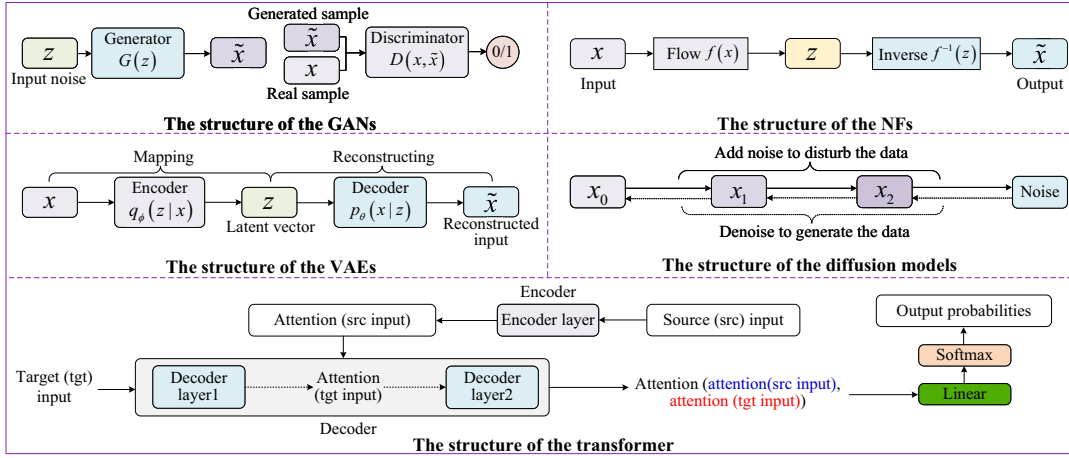 Generated sample
z
Generator
G(z)
x̃
x̃
x
Discriminator
D(x, x̃)
0/1
Input noise
Real sample
The structure of the GANs
x
Flow f(x)
z
Inverse f⁻¹(z)
x̃
Input
Output
The structure of the NFs
Mapping
Reconstructing
x
Encoder
qϕ(z | x)
z
Decoder
pθ(x | z)
x̃
Latent vector
Reconstructed
input
The structure of the VAEs
Add noise to disturb the data
x₀
x₁
x₂
Noise
Denoise to generate the data
The structure of the diffusion models
Encoder
Attention (src input)
Encoder layer
Source (src) input
Output probabilities
Softmax
Linear
Target (tgt)
input
Decoder
layer1
Attention
(tgt input)
Decoder
layer2
Attention (attention(src input),
attention (tgt input))
Decoder
The structure of the transformer